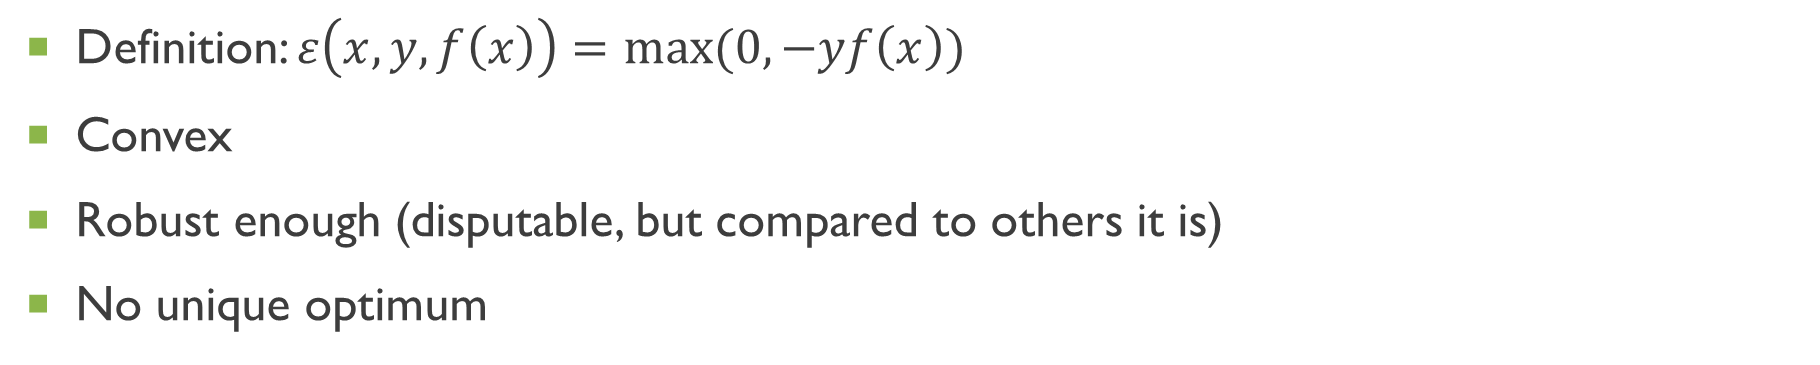 ▪ Definition: 𝜀(𝑥, 𝑦, 𝑓(𝑥)) = max(0, −𝑦𝑓(𝑥))
▪ Convex
▪ Robust enough (disputable, but compared to others it is)
▪ No unique optimum